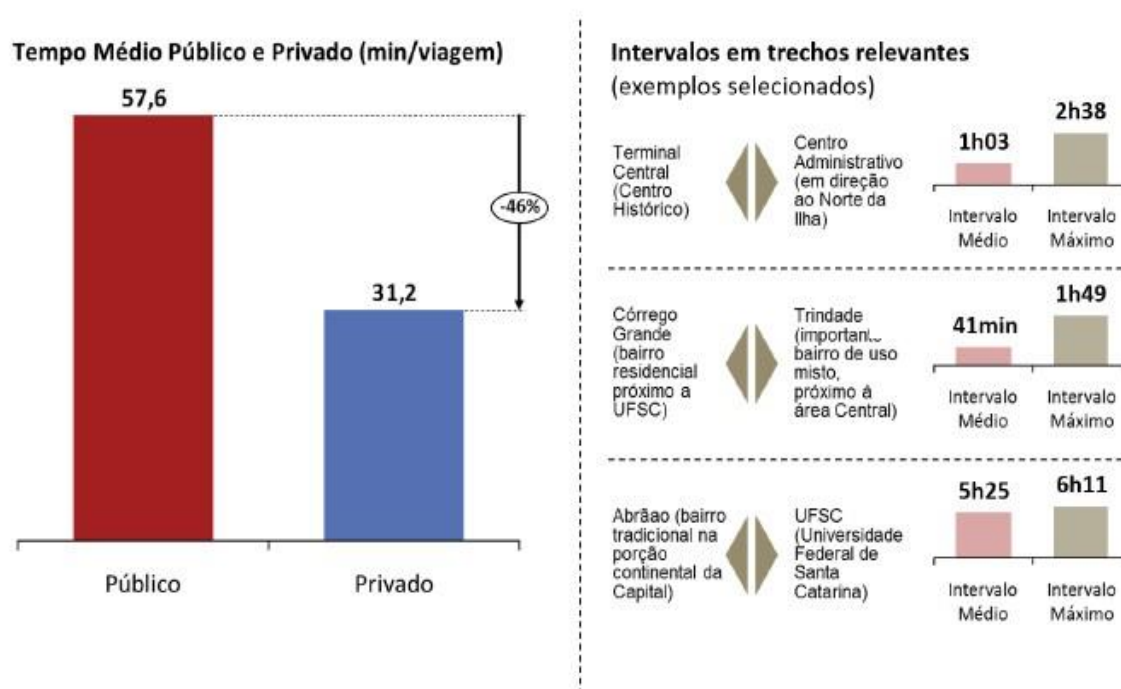 Tempo Médio Público e Privado (min/viagem)
57,6
-46%
31,2
Público
Privado
Intervalos em trechos relevantes
(exemplos selecionados)
Terminal
Central
(Centro
Histórico)
Centro
Administrativo
(em direção
ao Norte da
Ilha)
1h03
2h38
Intervalo
Médio
Intervalo
Máximo
Córrego
Grande
(bairro
residencial
próximo a
UFSC)
Trindade
(importante
bairro de uso
misto,
próximo á
área Central)
41min
1h49
Intervalo
Médio
Intervalo
Máximo
Abrãao (bairro
tradicional na
porção
continental da
Capital)
UFSC
(Universidade
Federal de
Santa
Catarina)
5h25
6h11
Intervalo
Médio
Intervalo
Máximo